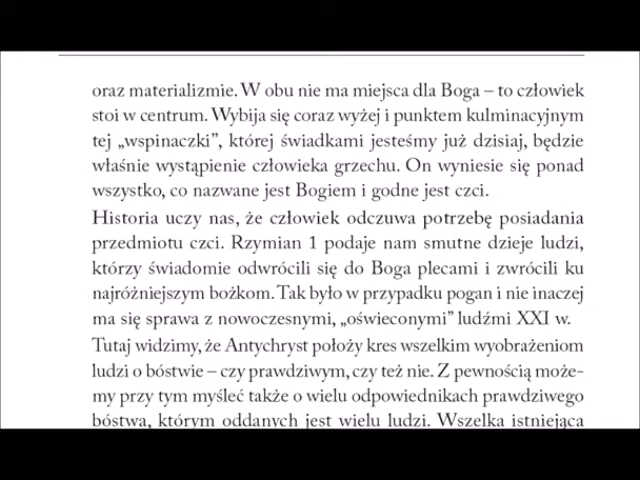 oraz materializmie. W obu nie ma miejsca dla Boga – to człowiek
stoi w centrum. Wybija się coraz wyżej i punktem kulminacyjnym
tej „wspinaczki”, której świadkami jesteśmy już dzisiaj, będzie
właśnie wystąpienie człowieka grzechu. On wyniesie się ponad
wszystko, co nazwane jest Bogiem i godne jest czci.
Historia uczy nas, że człowiek odczuwa potrzebę posiadania
przedmiotu czci. Rzymian 1 podaje nam smutne dzieje ludzi,
którzy świadomie odwrócili się do Boga plecami i zwrócili ku
najróżniejszym bożkom. Tak było w przypadku pogan i nie inaczej
ma się sprawa z nowoczesnymi, „oświeconymi” ludźmi XXI w.
Tutaj widzimy, że Antychryst położy kres wszelkim wyobrażeniom
ludzi o bóstwie – czy prawdziwym, czy też nie. Z pewnością może-
my przy tym myśleć także o wielu odpowiednikach prawdziwego
bóstwa, którym oddanych jest wielu ludzi. Wszelka istniejąca